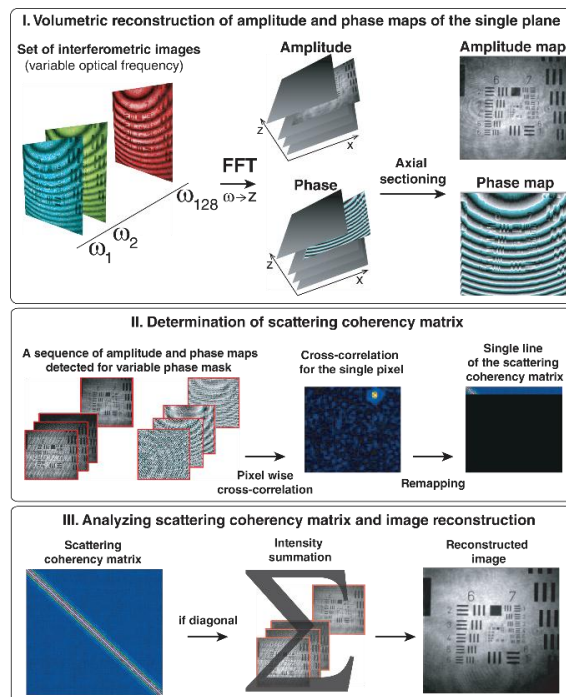 I. Volumetric reconstruction of amplitude and phase maps of the single plane
Set of interferometric images
(variable optical frequency)
ω1
ω2
ω128
FFT
ω→z
Amplitude
z
x
Phase
z
x
Axial
sectioning
Amplitude map
6 7
Phase map
II. Determination of scattering coherency matrix
A sequence of amplitude and phase maps
detected for variable phase mask
Pixel wise
cross-correlation
Cross-correlation
for the single pixel
Remapping
Single line
of the scattering
coherency matrix
III. Analyzing scattering coherency matrix and image reconstruction
Scattering
coherency matrix
if diagonal
Intensity
summation
Σ
Reconstructed
image
6 7